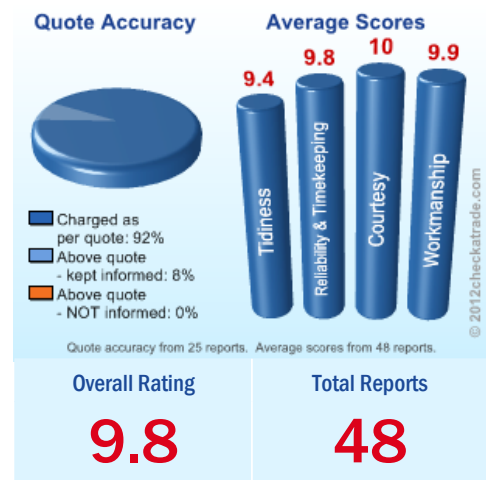 Quote Accuracy
Average Scores
9.4
9.8
10
9.9
Tidiness
Reliability & Timekeeping
Courtesy
Workmanship
Charged as
per quote: 92%
Above quote
- kept informed: 8%
Above quote
- NOT informed: 0%
© 2012checkatrade.com
Quote accuracy from 25 reports. Average scores from 48 reports.
Overall Rating
9.8
Total Reports
48